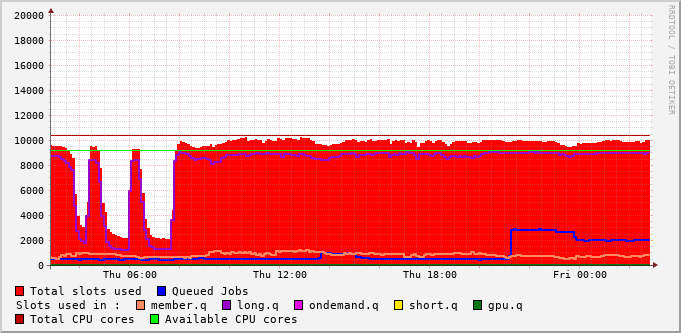 RRDTOOL / TOBI OETIKER
20000
18000
16000
14000
12000
10000
8000
6000
4000
2000
0
Thu 06:00 Thu 12:00 Thu 18:00 Fri 00:00
Total slots used Queued Jobs
Slots used in : member.q long.q ondemand.q short.q gpu.q
Total CPU cores Available CPU cores